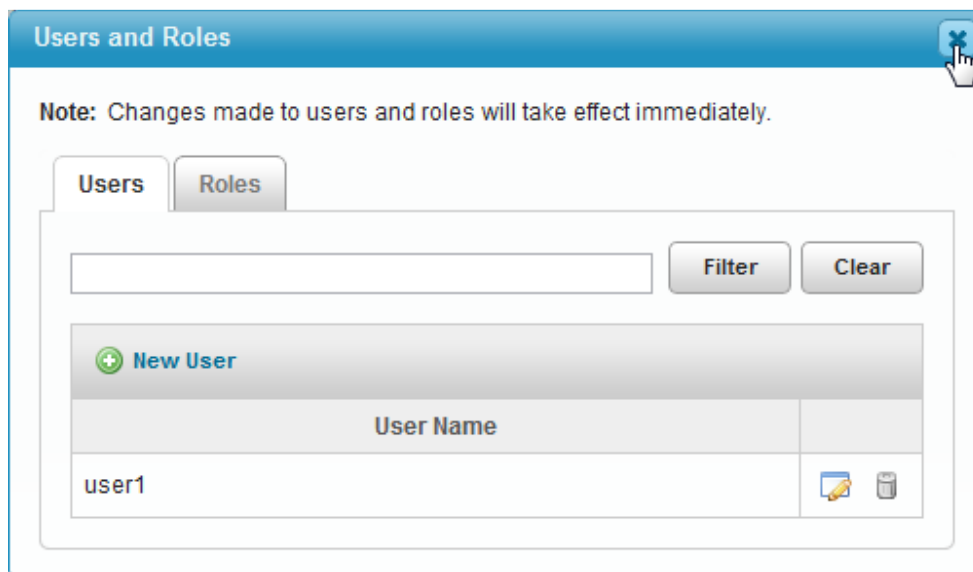 Users and Roles
Note: Changes made to users and roles will take effect immediately.
Users Roles
Filter Clear
New User
User Name
user1